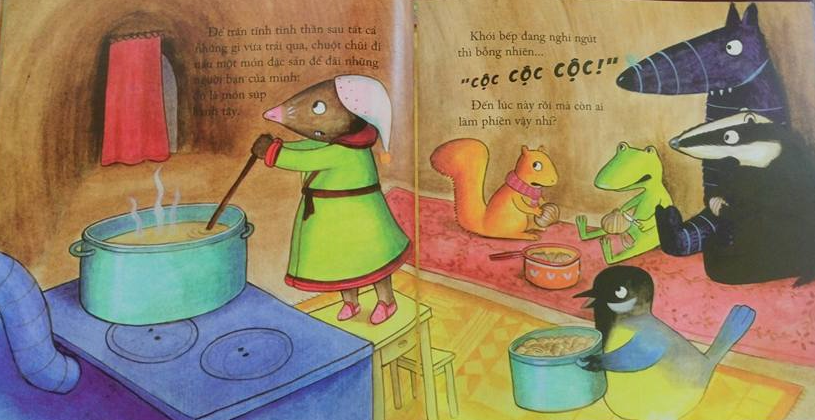 Để trấn tĩnh tinh thần sau tất cả
những gì vừa trải qua, chuột chũi đi
nấu một món đặc sản để đãi những
người bạn của mình:
đó là món súp
hành tây.
Khói bếp đang nghi ngút
thì bỗng nhiên...
"CỘC CỘC CỘC!"
Đến lúc này rồi mà còn ai
làm phiền vậy nhỉ?